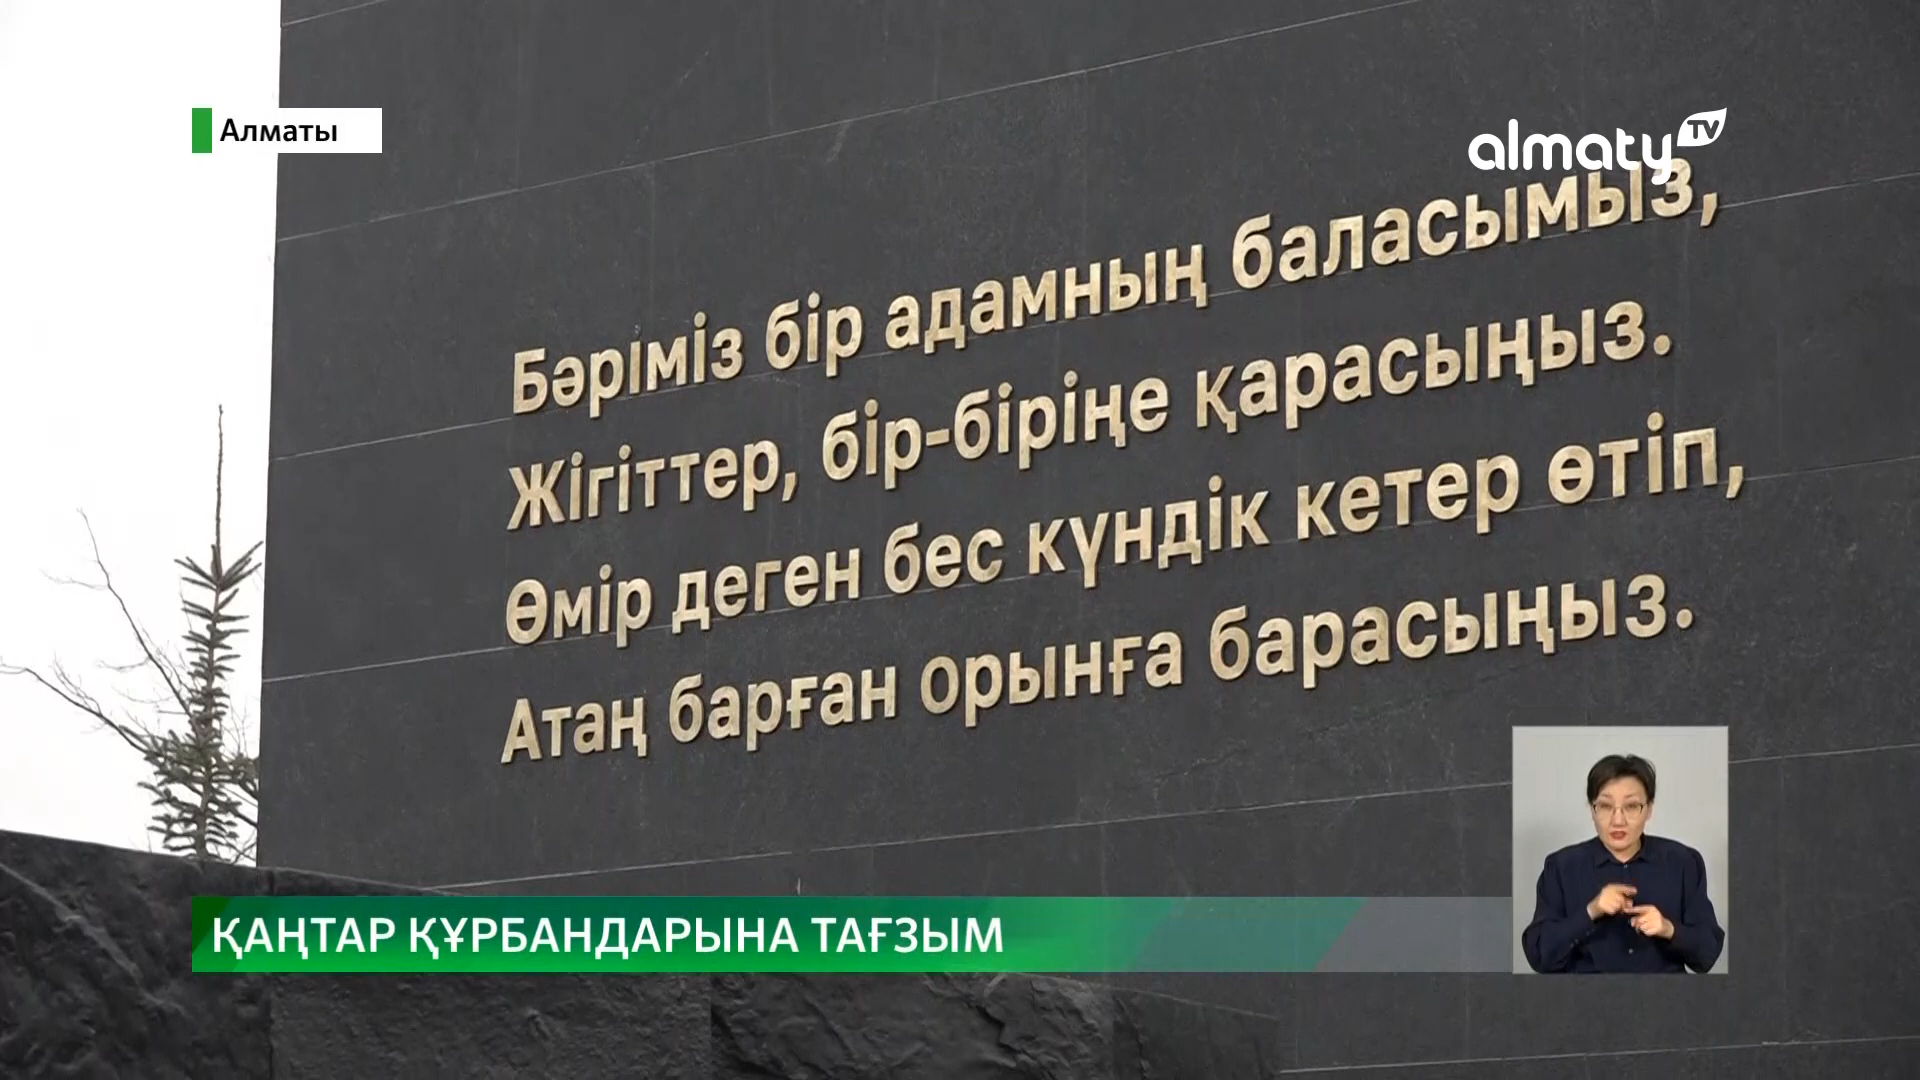 Алматы
almaty TV
Бәріміз бір адамның баласымыз,
Жігіттер, бір-біріңе қарасыңыз.
Өмір деген бес күндік кетер өтіп,
Атаң барған орынға барасыңыз.
ҚАҢТАР ҚҰРБАНДАРЫНА ТАҒЗЫМ